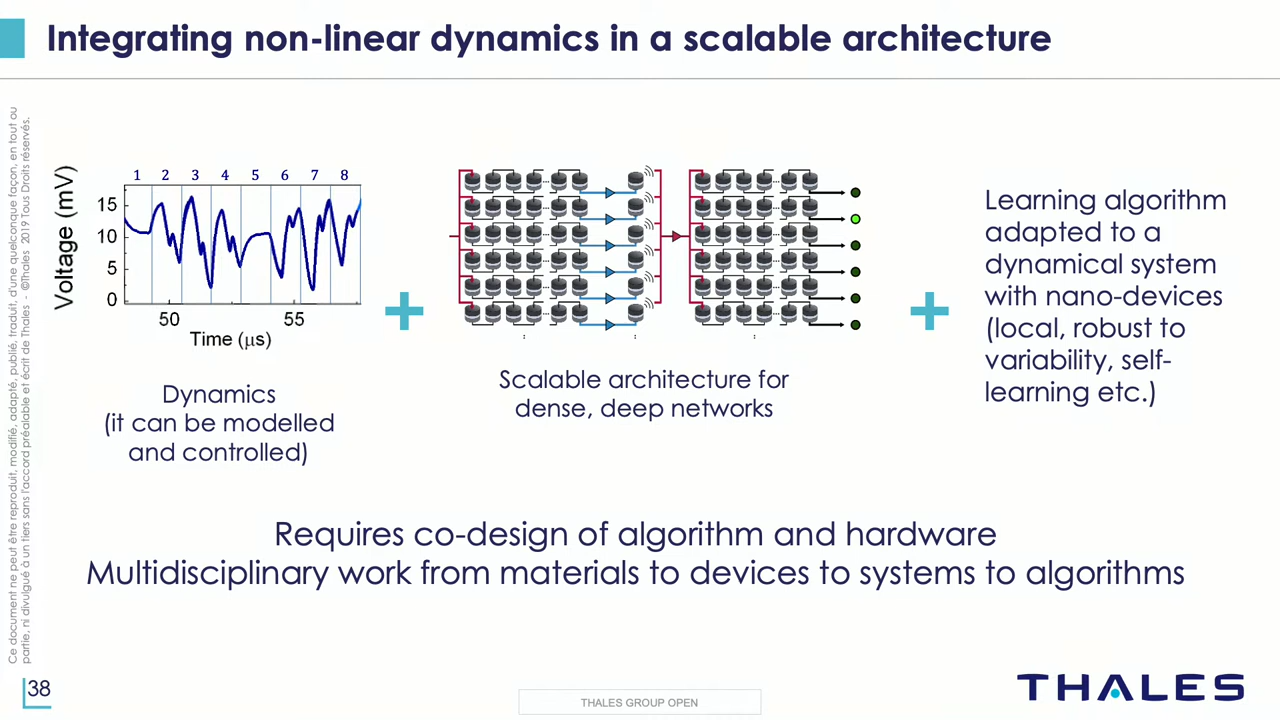 Integrating non-linear dynamics in a scalable architecture
Ce document ne peut être reproduit, modifié, adapté, publié, traduit, d'une quelconque façon, en tout ou
partie, ni divulgué à un tiers sans l'accord préalable et écrit de Thales - ©Thales 2019 Tous Droits réservés.
1 2 3 4 5 6 7 8
Voltage (mV)
15
10
5
0
50 55
Time (μs)
Dynamics
(it can be modelled
and controlled)
+
Scalable architecture for
dense, deep networks
+
Learning algorithm
adapted to a
dynamical system
with nano-devices
(local, robust to
variability, self-
learning etc.)
Requires co-design of algorithm and hardware
Multidisciplinary work from materials to devices to systems to algorithms
38
THALES GROUP OPEN
THALES